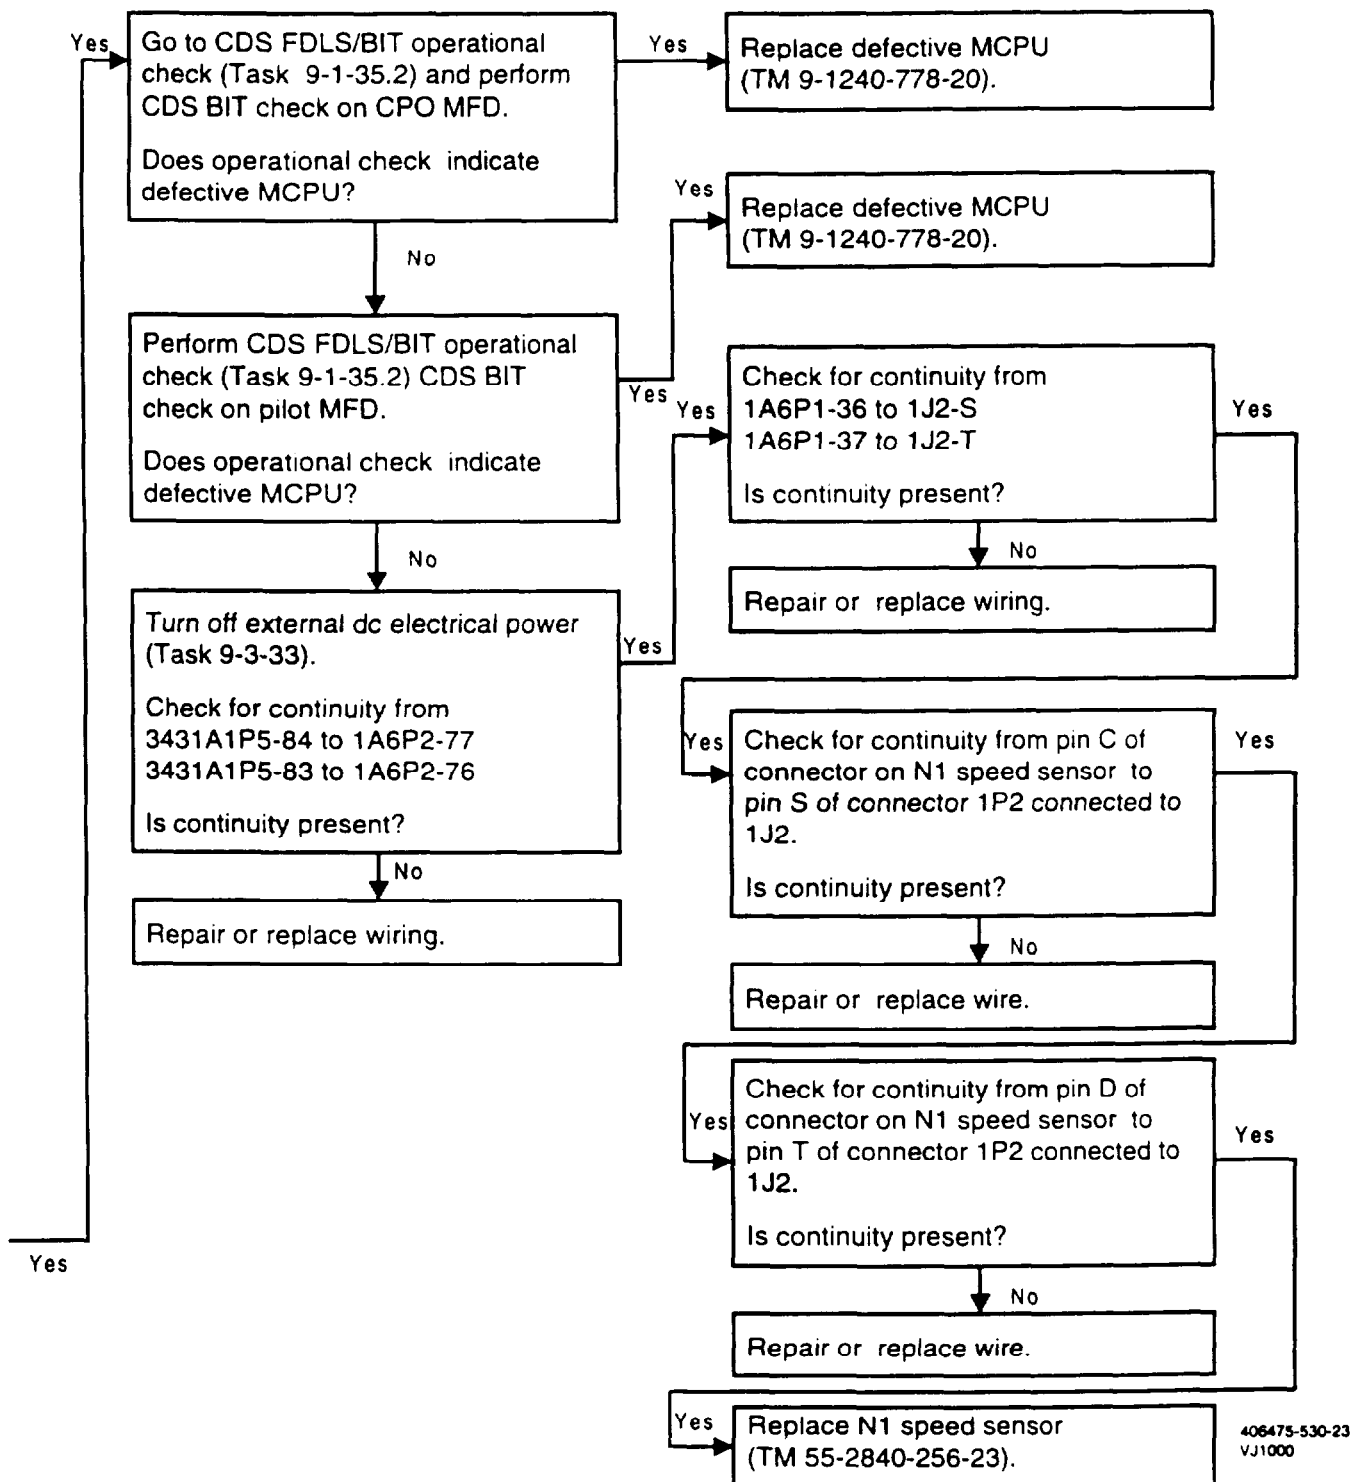 Yes
Go to CDS FDLS/BIT operational
check (Task 9-1-35.2) and perform
CDS BIT check on CPO MFD.
Does operational check indicate
defective MCPU?
Yes
Replace defective MCPU
(TM 9-1240-778-20).
No
Perform CDS FDLS/BIT operational
check (Task 9-1-35.2) CDS BIT
check on pilot MFD.
Does operational check indicate
defective MCPU?
Yes
Yes
Replace defective MCPU
(TM 9-1240-778-20).
No
Turn off external dc electrical power
(Task 9-3-33).
Check for continuity from
3431A1P5-84 to 1A6P2-77
3431A1P5-83 to 1A6P2-76
Is continuity present?
No
Repair or replace wiring.
Yes
Yes
Check for continuity from
1A6P1-36 to 1J2-S
1A6P1-37 to 1J2-T
Is continuity present?
No
Repair or replace wiring.
Yes
Yes
Check for continuity from pin C of
connector on N1 speed sensor to
pin S of connector 1P2 connected to
1J2.
Is continuity present?
No
Repair or replace wire.
Yes
Yes
Check for continuity from pin D of
connector on N1 speed sensor to
pin T of connector 1P2 connected to
1J2.
Is continuity present?
No
Repair or replace wire.
Yes
Yes
Replace N1 speed sensor
(TM 55-2840-256-23).
Yes
406475-530-23
VJ1000